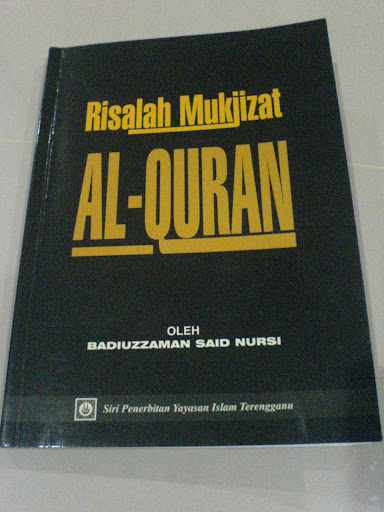 Risalah Mukjizat
AL-QURAN
OLEH
BADIUZZAMAN SAID NURSI
Siri Penerbitan Yayasan Islam Terengganu